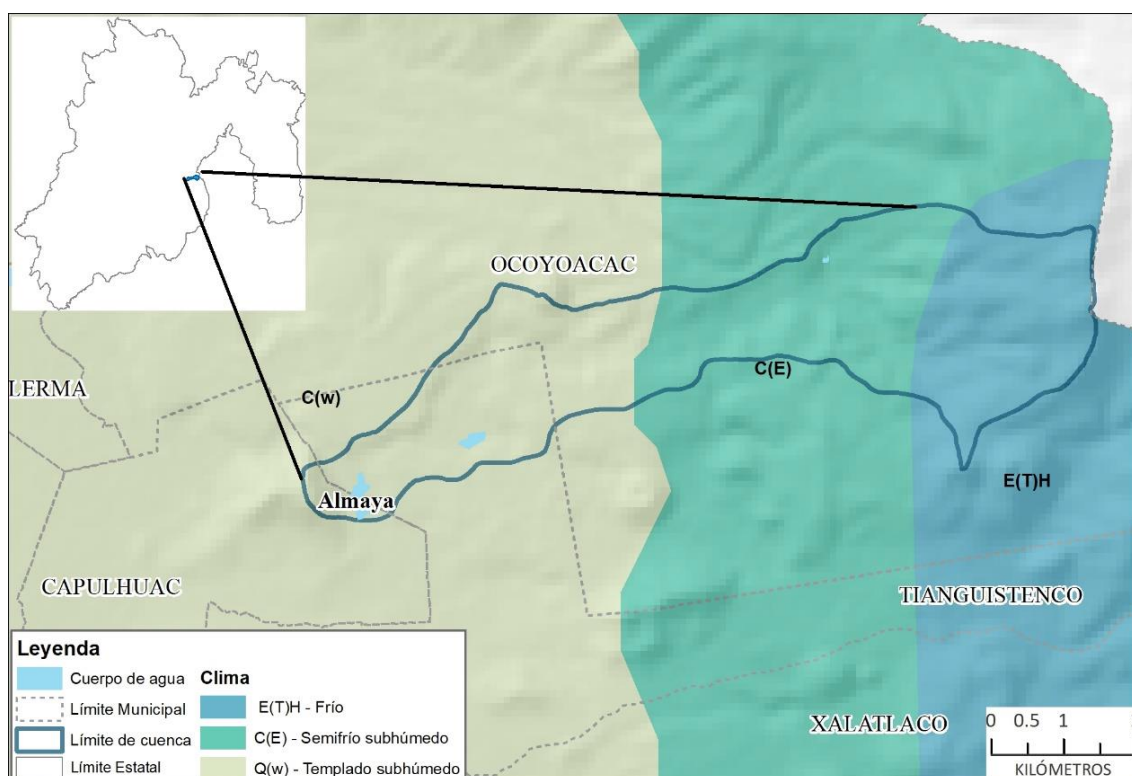 OCOYOACAC
LERMA
C(w)
C(E)
Almaya
E(T)H
CAPULHUAC
TIANGUISTENCO
XALATLACO
Leyenda
Cuerpo de agua
Límite Municipal
Límite de cuenca
Límite Estatal
Clima
E(T)H - Frío
C(E) - Semifrío subhúmedo
Q(w) - Templado subhúmedo
0 0.5 1
KILÓMETROS